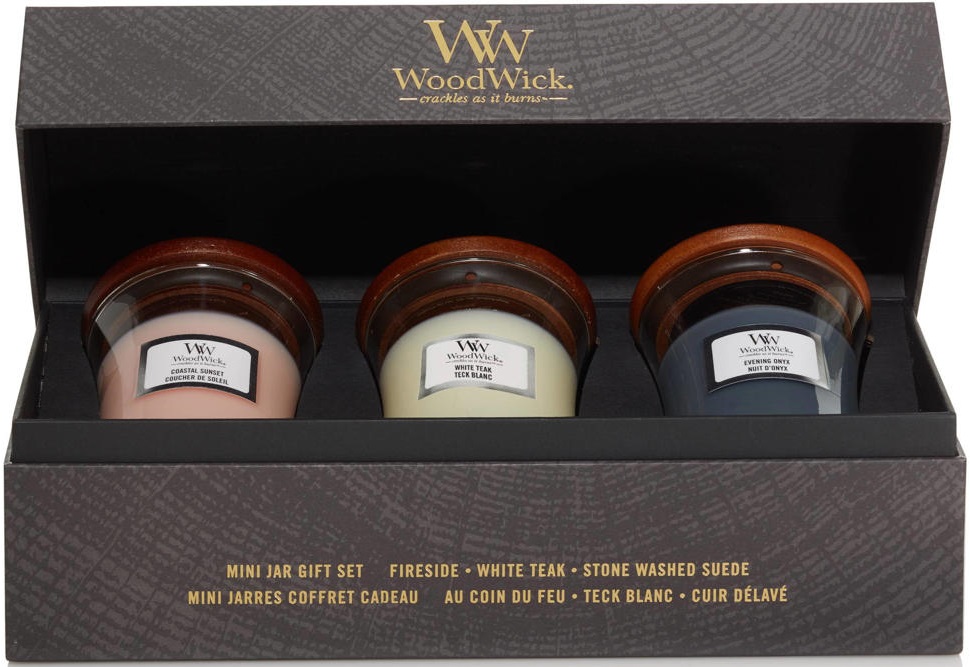 WW
WoodWick.
crackles as it burns
WW
WoodWick.
COASTAL SUNSET
COUCHER DE SOLEIL
WW
WoodWick.
WHITE TEAK
TECK BLANC
WW
WoodWick.
EVENING ONYX
NUIT D'ONYX
MINI JAR GIFT SET FIRESIDE • WHITE TEAK • STONE WASHED SUEDE
MINI JARRES COFFRET CADEAU AU COIN DU FEU • TECK BLANC • CUIR DÉLAVÉ